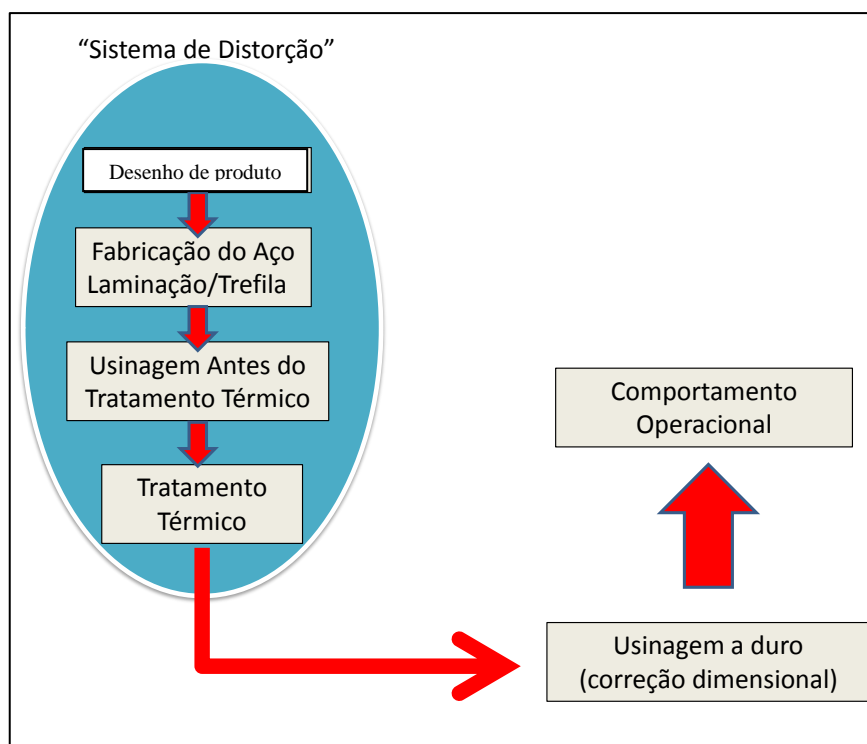 “Sistema de Distorção”
Desenho de produto
Fabricação do Aço
Laminação/Trefila
Usinagem Antes do
Tratamento Térmico
Tratamento
Térmico
Comportamento
Operacional
Usinagem a duro
(correção dimensional)